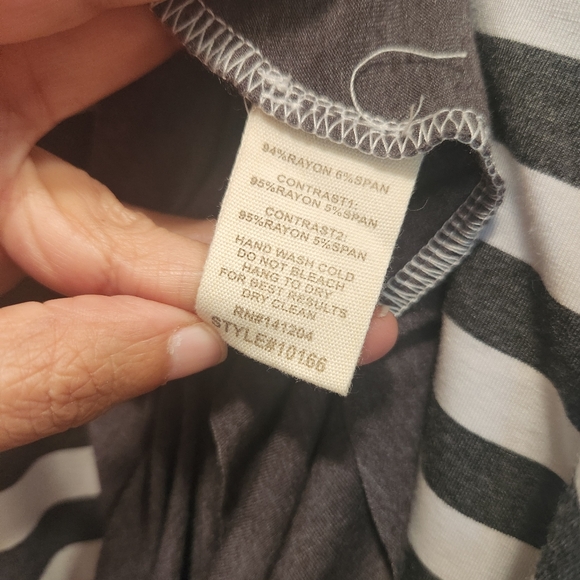 94%RAYON 6%SPAN
CONTRAST1:
95%RAYON 5%SPAN
CONTRAST2:
95%RAYON 5%SPAN
HAND WASH COLD
DO NOT BLEACH
HANG TO DRY
FOR BEST RESULTS
DRY CLEAN
RN#141204
STYLE#10166